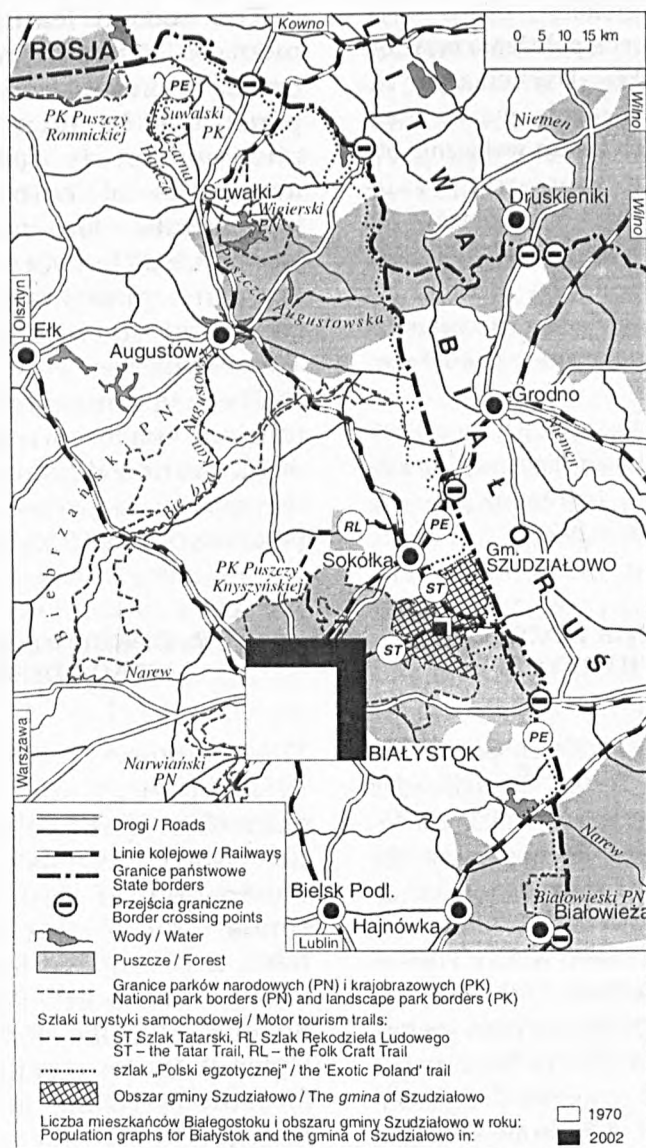 Kowno
ROSJA
0 5 10 15 km
PE
Suwalski
PK
PK Puszczy
Romnickiej
Czarna
Hańcza
LITWA
Niemen
Wilno
Suwałki
Wigierski
PN
Druskieniki
Wilno
Puszcza Augustowska
Olsztyn
Ełk
Augustów
BIAŁORUS
Grodno
Niemen
Biebrzański PN
RL
PE
Sokółka
Gm.
SZUDZIAŁOWO
PK Puszczy
Knyszyńskiej
ST
ST
Narew
Warszawa
BIAŁYSTOK
PE
Narwiański
PN
Narew
Białowieski PN
Bielsk Podl.
Hajnówka
Białowieża
Lublin
Drogi / Roads
Linie kolejowe / Railways
Granice państwowe
State borders
Przejścia graniczne
Border crossing points
Wody / Water
Puszcze / Forest
Granice parków narodowych (PN) i krajobrazowych (PK)
National park borders (PN) and landscape park borders (PK)
Szlaki turystyki samochodowej / Motor tourism trails:
ST Szlak Tatarski, RL Szlak Rękodzieła Ludowego
ST – the Tatar Trail, RL – the Folk Craft Trail
szlak „Polski egzotycznej” / the 'Exotic Poland' trail
Obszar gminy Szudziałowo / The gmina of Szudziałowo
Liczba mieszkańców Białegostoku i obszaru gminy Szudziałowo w roku:
Population graphs for Białystok and the gmina of Szudziałowo in:
1970
2002